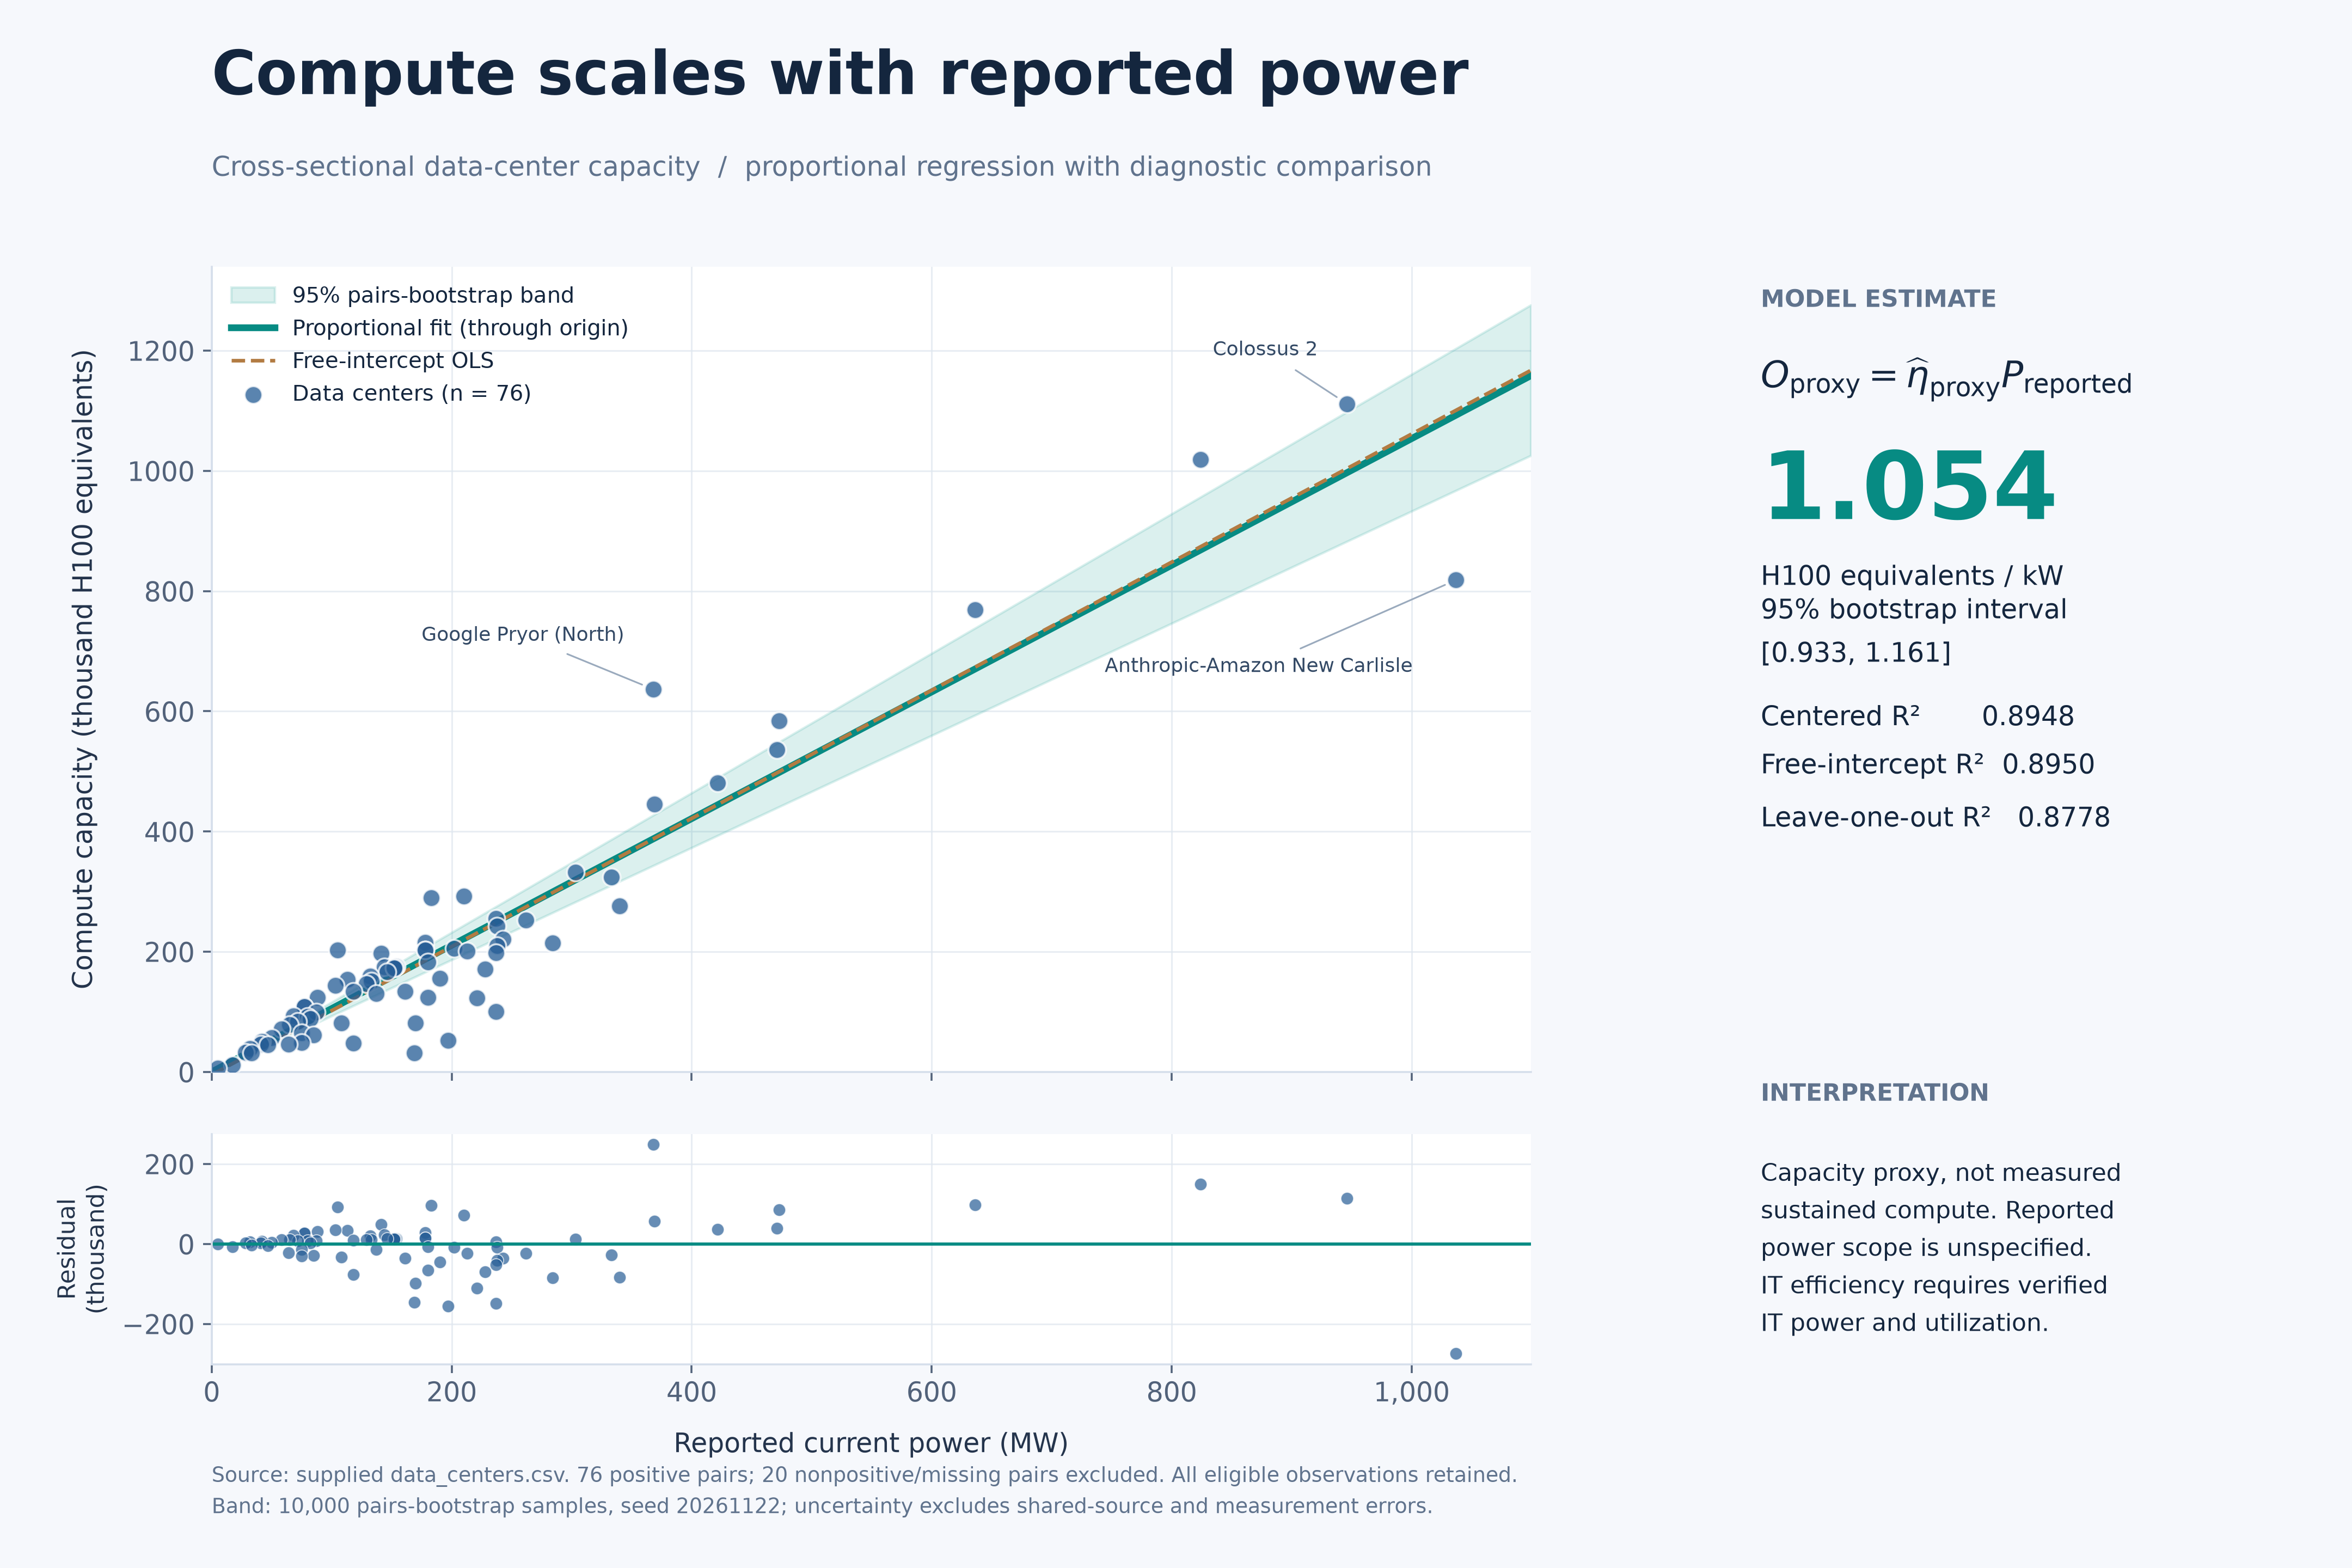 Compute scales with reported power
Cross-sectional data-center capacity / proportional regression with diagnostic comparison
95% pairs-bootstrap band
Proportional fit (through origin)
Free-intercept OLS
Data centers (n = 76)
Compute capacity (thousand H100 equivalents)
1200
1000
800
600
400
200
0
Colossus 2
Google Pryor (North)
Anthropic-Amazon New Carlisle
Residual
(thousand)
200
0
−200
0 200 400 600 800 1,000
Reported current power (MW)
Source: supplied data_centers.csv. 76 positive pairs; 20 nonpositive/missing pairs excluded. All eligible observations retained.
Band: 10,000 pairs-bootstrap samples, seed 20261122; uncertainty excludes shared-source and measurement errors.
MODEL ESTIMATE
O_proxy = η̂_proxy P_reported
1.054
H100 equivalents / kW
95% bootstrap interval
[0.933, 1.161]
Centered R² 0.8948
Free-intercept R² 0.8950
Leave-one-out R² 0.8778
INTERPRETATION
Capacity proxy, not measured
sustained compute. Reported
power scope is unspecified.
IT efficiency requires verified
IT power and utilization.